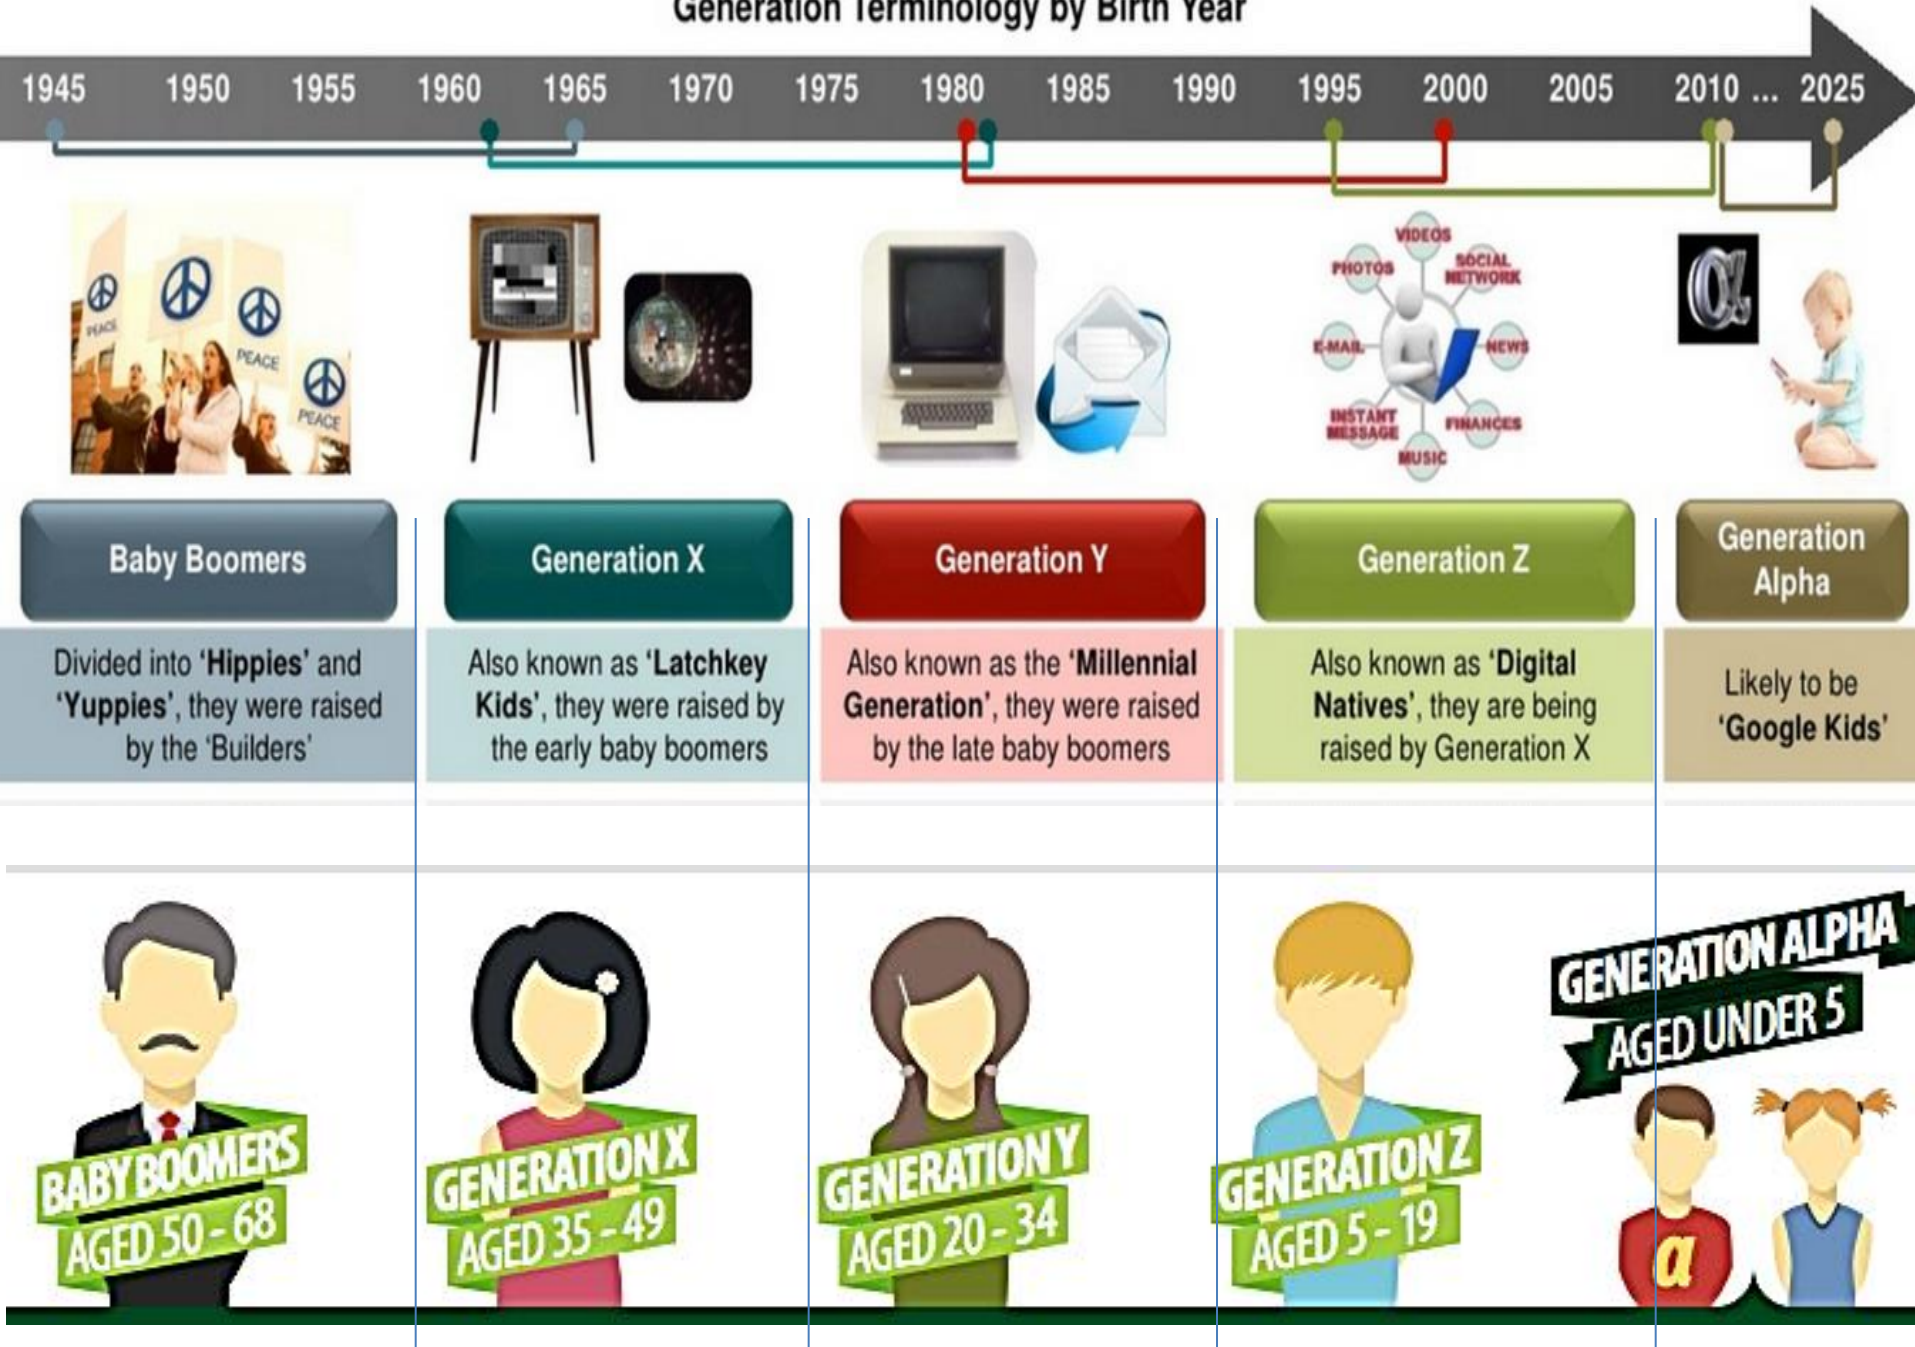 Generation Terminology by Birth Year
1945 1950 1955 1960 1965 1970 1975 1980 1985 1990 1995 2000 2005 2010 ... 2025
PEACE
PEACE
PEACE
VIDEOS
PHOTOS
SOCIAL
NETWORK
E-MAIL
NEWS
INSTANT
MESSAGE
FINANCES
MUSIC
α
Baby Boomers
Divided into ‘Hippies’ and
‘Yuppies’, they were raised
by the ‘Builders’
Generation X
Also known as ‘Latchkey
Kids’, they were raised by
the early baby boomers
Generation Y
Also known as the ‘Millennial
Generation’, they were raised
by the late baby boomers
Generation Z
Also known as ‘Digital
Natives’, they are being
raised by Generation X
Generation
Alpha
Likely to be
‘Google Kids’
BABY BOOMERS
AGED 50 - 68
GENERATION X
AGED 35 - 49
GENERATION Y
AGED 20 - 34
GENERATION Z
AGED 5 - 19
GENERATION ALPHA
AGED UNDER 5
a